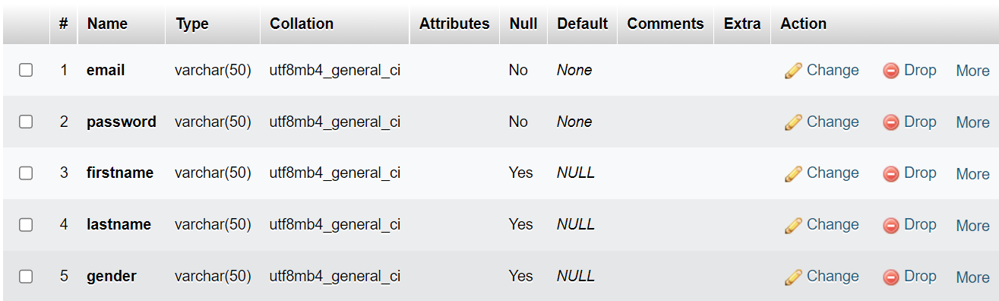 # Name Type Collation Attributes Null Default Comments Extra Action
1 email varchar(50) utf8mb4_general_ci No None Change Drop More
2 password varchar(50) utf8mb4_general_ci No None Change Drop More
3 firstname varchar(50) utf8mb4_general_ci Yes NULL Change Drop More
4 lastname varchar(50) utf8mb4_general_ci Yes NULL Change Drop More
5 gender varchar(50) utf8mb4_general_ci Yes NULL Change Drop More